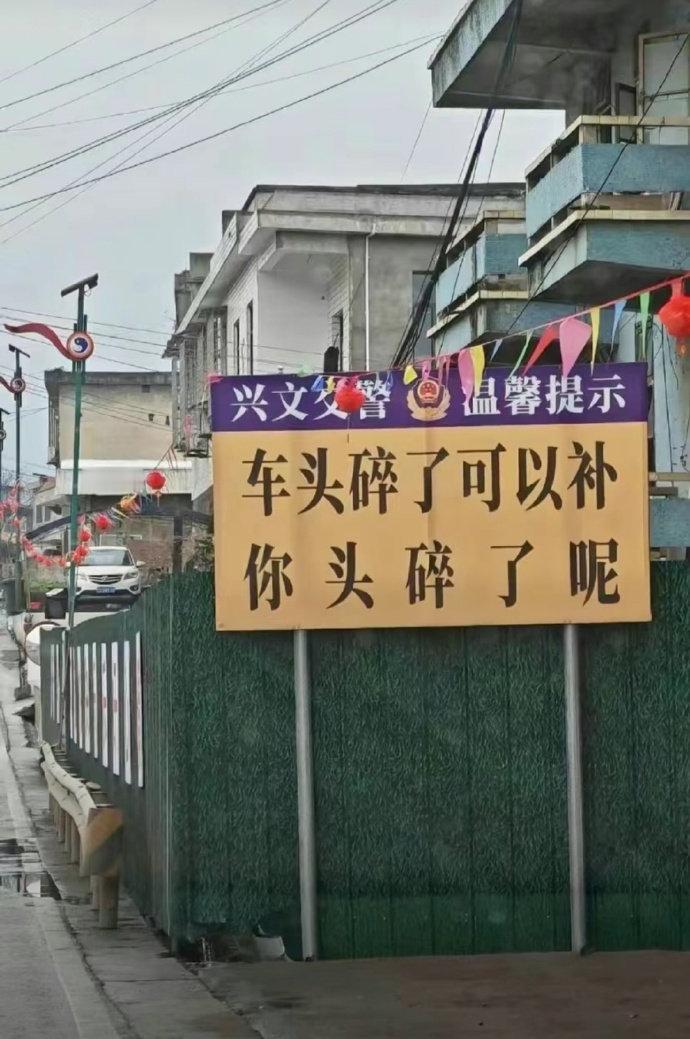 兴文交警 温馨提示
车头碎了可以补
你头碎了呢